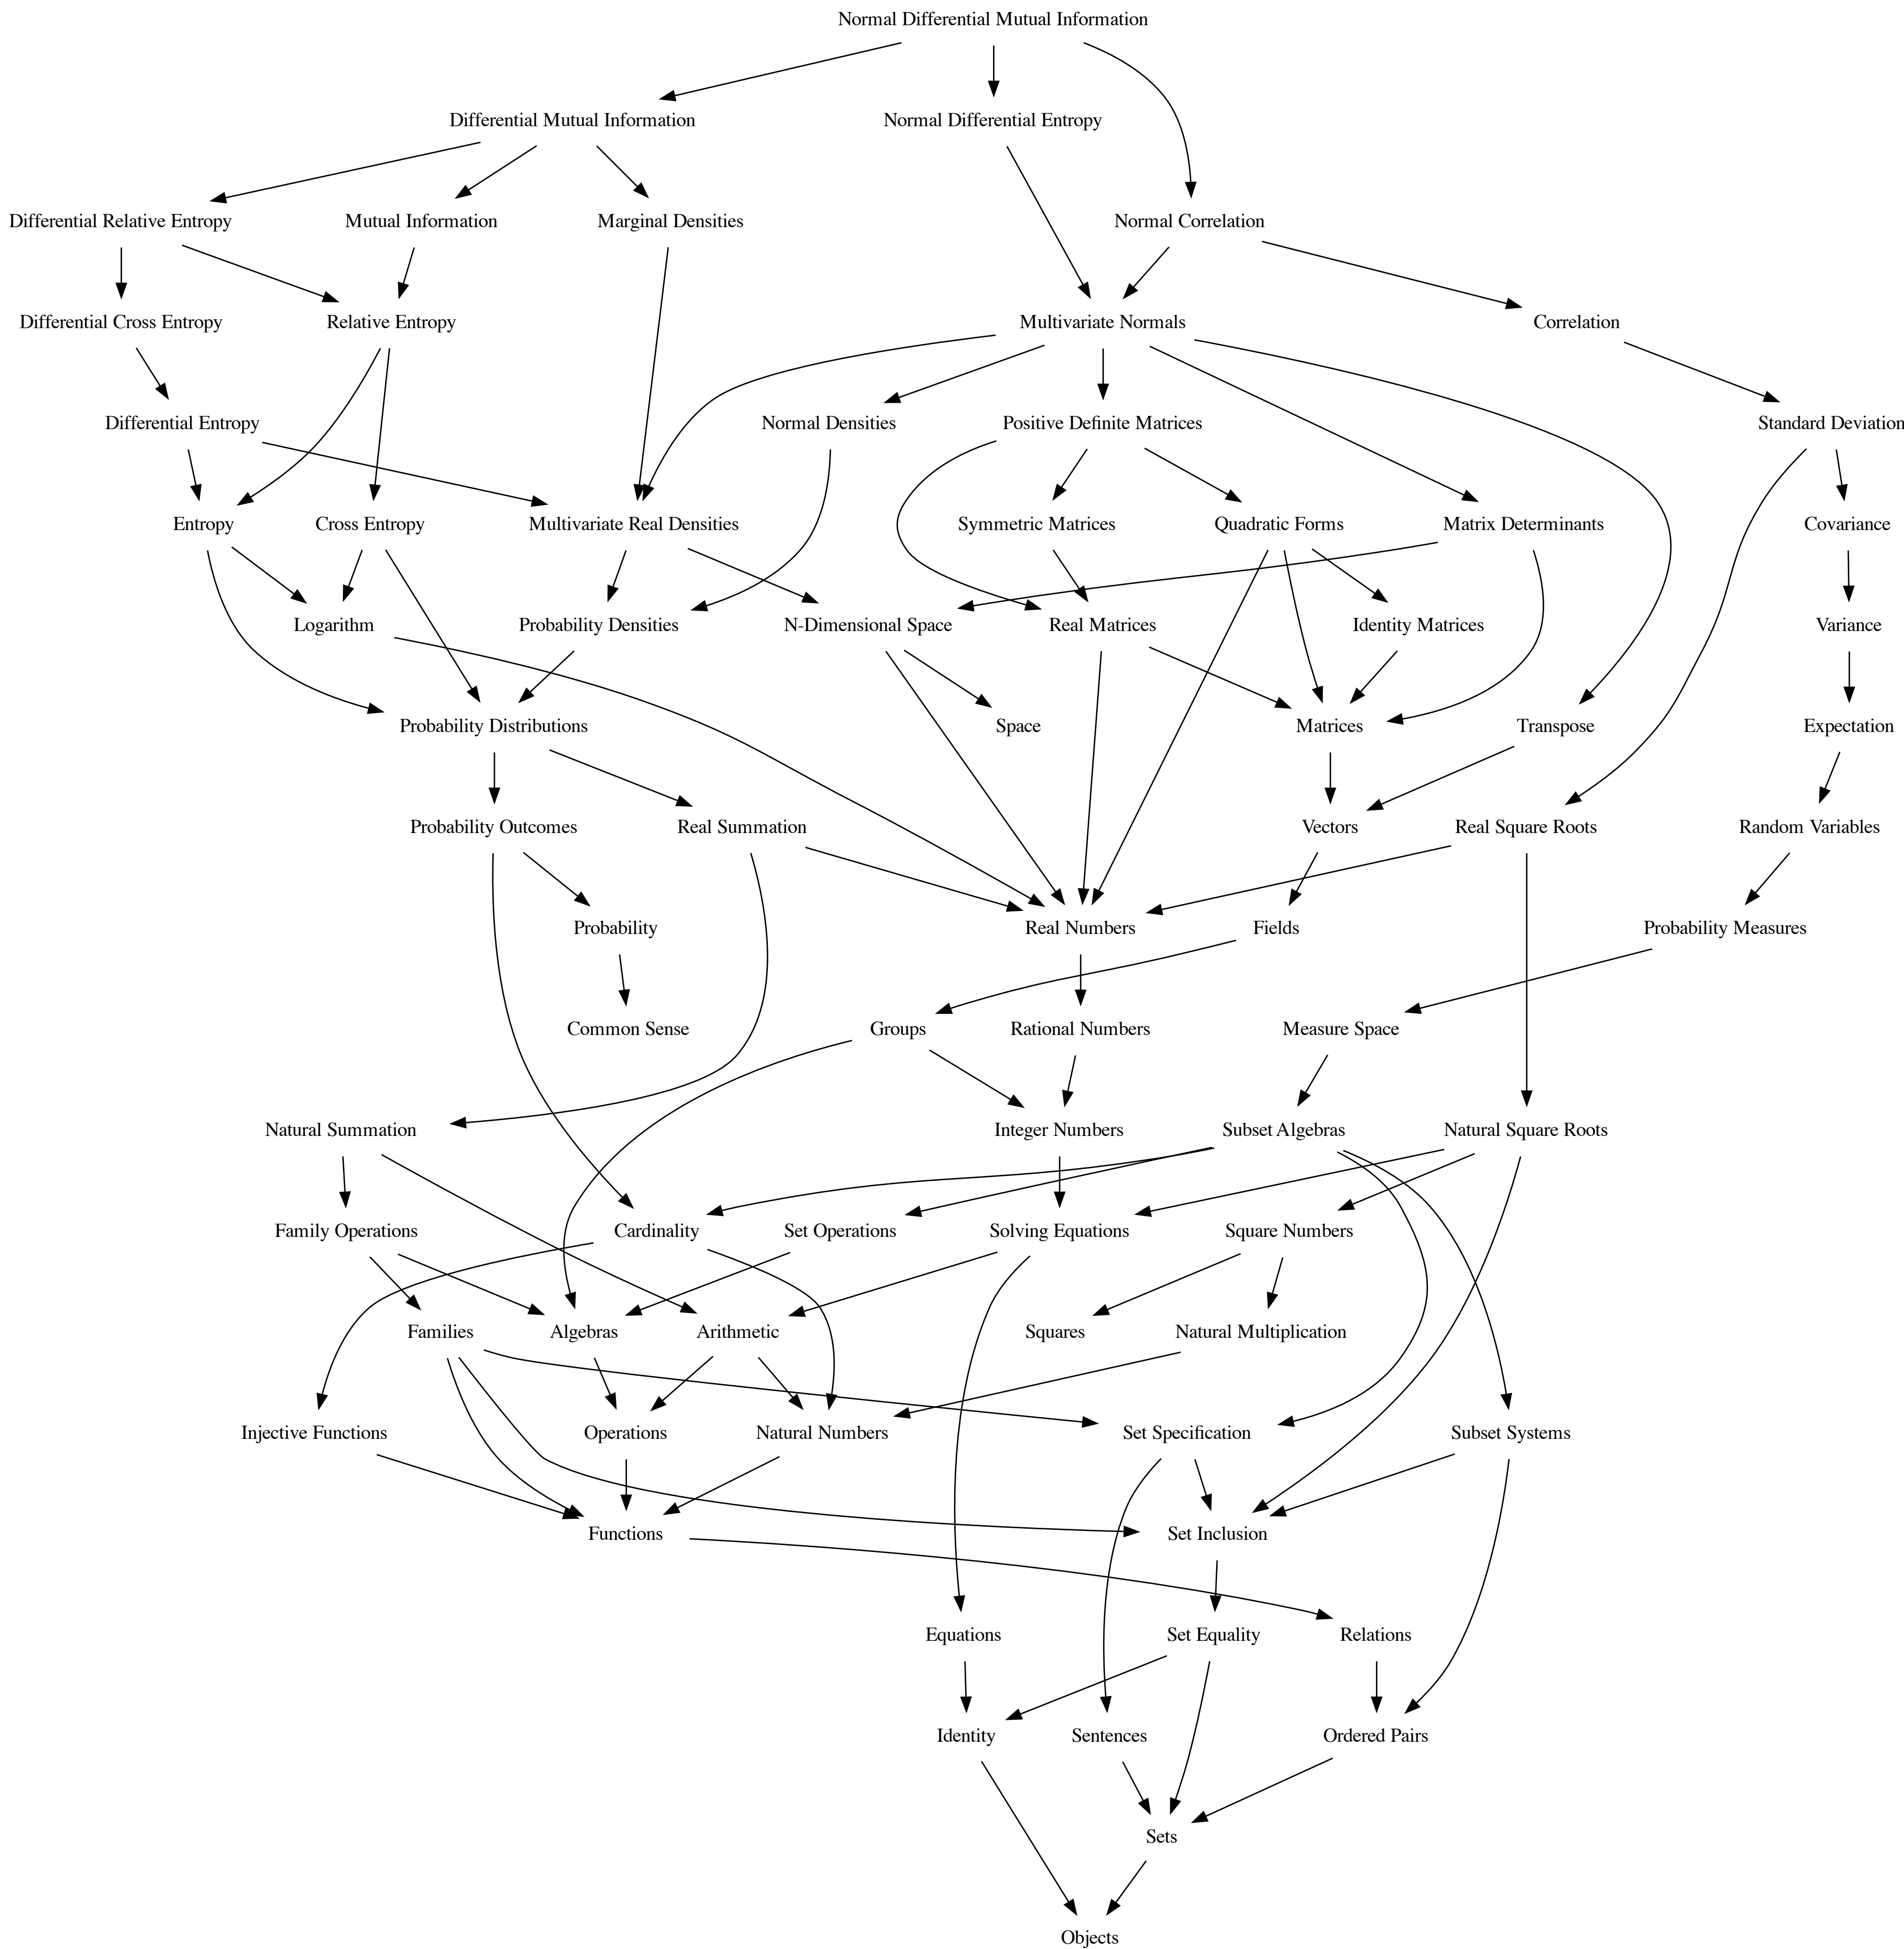 Normal Differential Mutual Information
Differential Mutual Information
Normal Differential Entropy
Differential Relative Entropy
Mutual Information
Marginal Densities
Normal Correlation
Differential Cross Entropy
Relative Entropy
Multivariate Normals
Correlation
Differential Entropy
Normal Densities
Positive Definite Matrices
Standard Deviation
Entropy
Cross Entropy
Multivariate Real Densities
Symmetric Matrices
Quadratic Forms
Matrix Determinants
Covariance
Logarithm
Probability Densities
N-Dimensional Space
Real Matrices
Identity Matrices
Variance
Probability Distributions
Space
Matrices
Transpose
Expectation
Probability Outcomes
Real Summation
Vectors
Real Square Roots
Random Variables
Probability
Real Numbers
Fields
Probability Measures
Common Sense
Groups
Rational Numbers
Measure Space
Natural Summation
Integer Numbers
Subset Algebras
Natural Square Roots
Family Operations
Cardinality
Set Operations
Solving Equations
Square Numbers
Families
Algebras
Arithmetic
Squares
Natural Multiplication
Injective Functions
Operations
Natural Numbers
Set Specification
Subset Systems
Functions
Set Inclusion
Equations
Set Equality
Relations
Identity
Sentences
Ordered Pairs
Sets
Objects